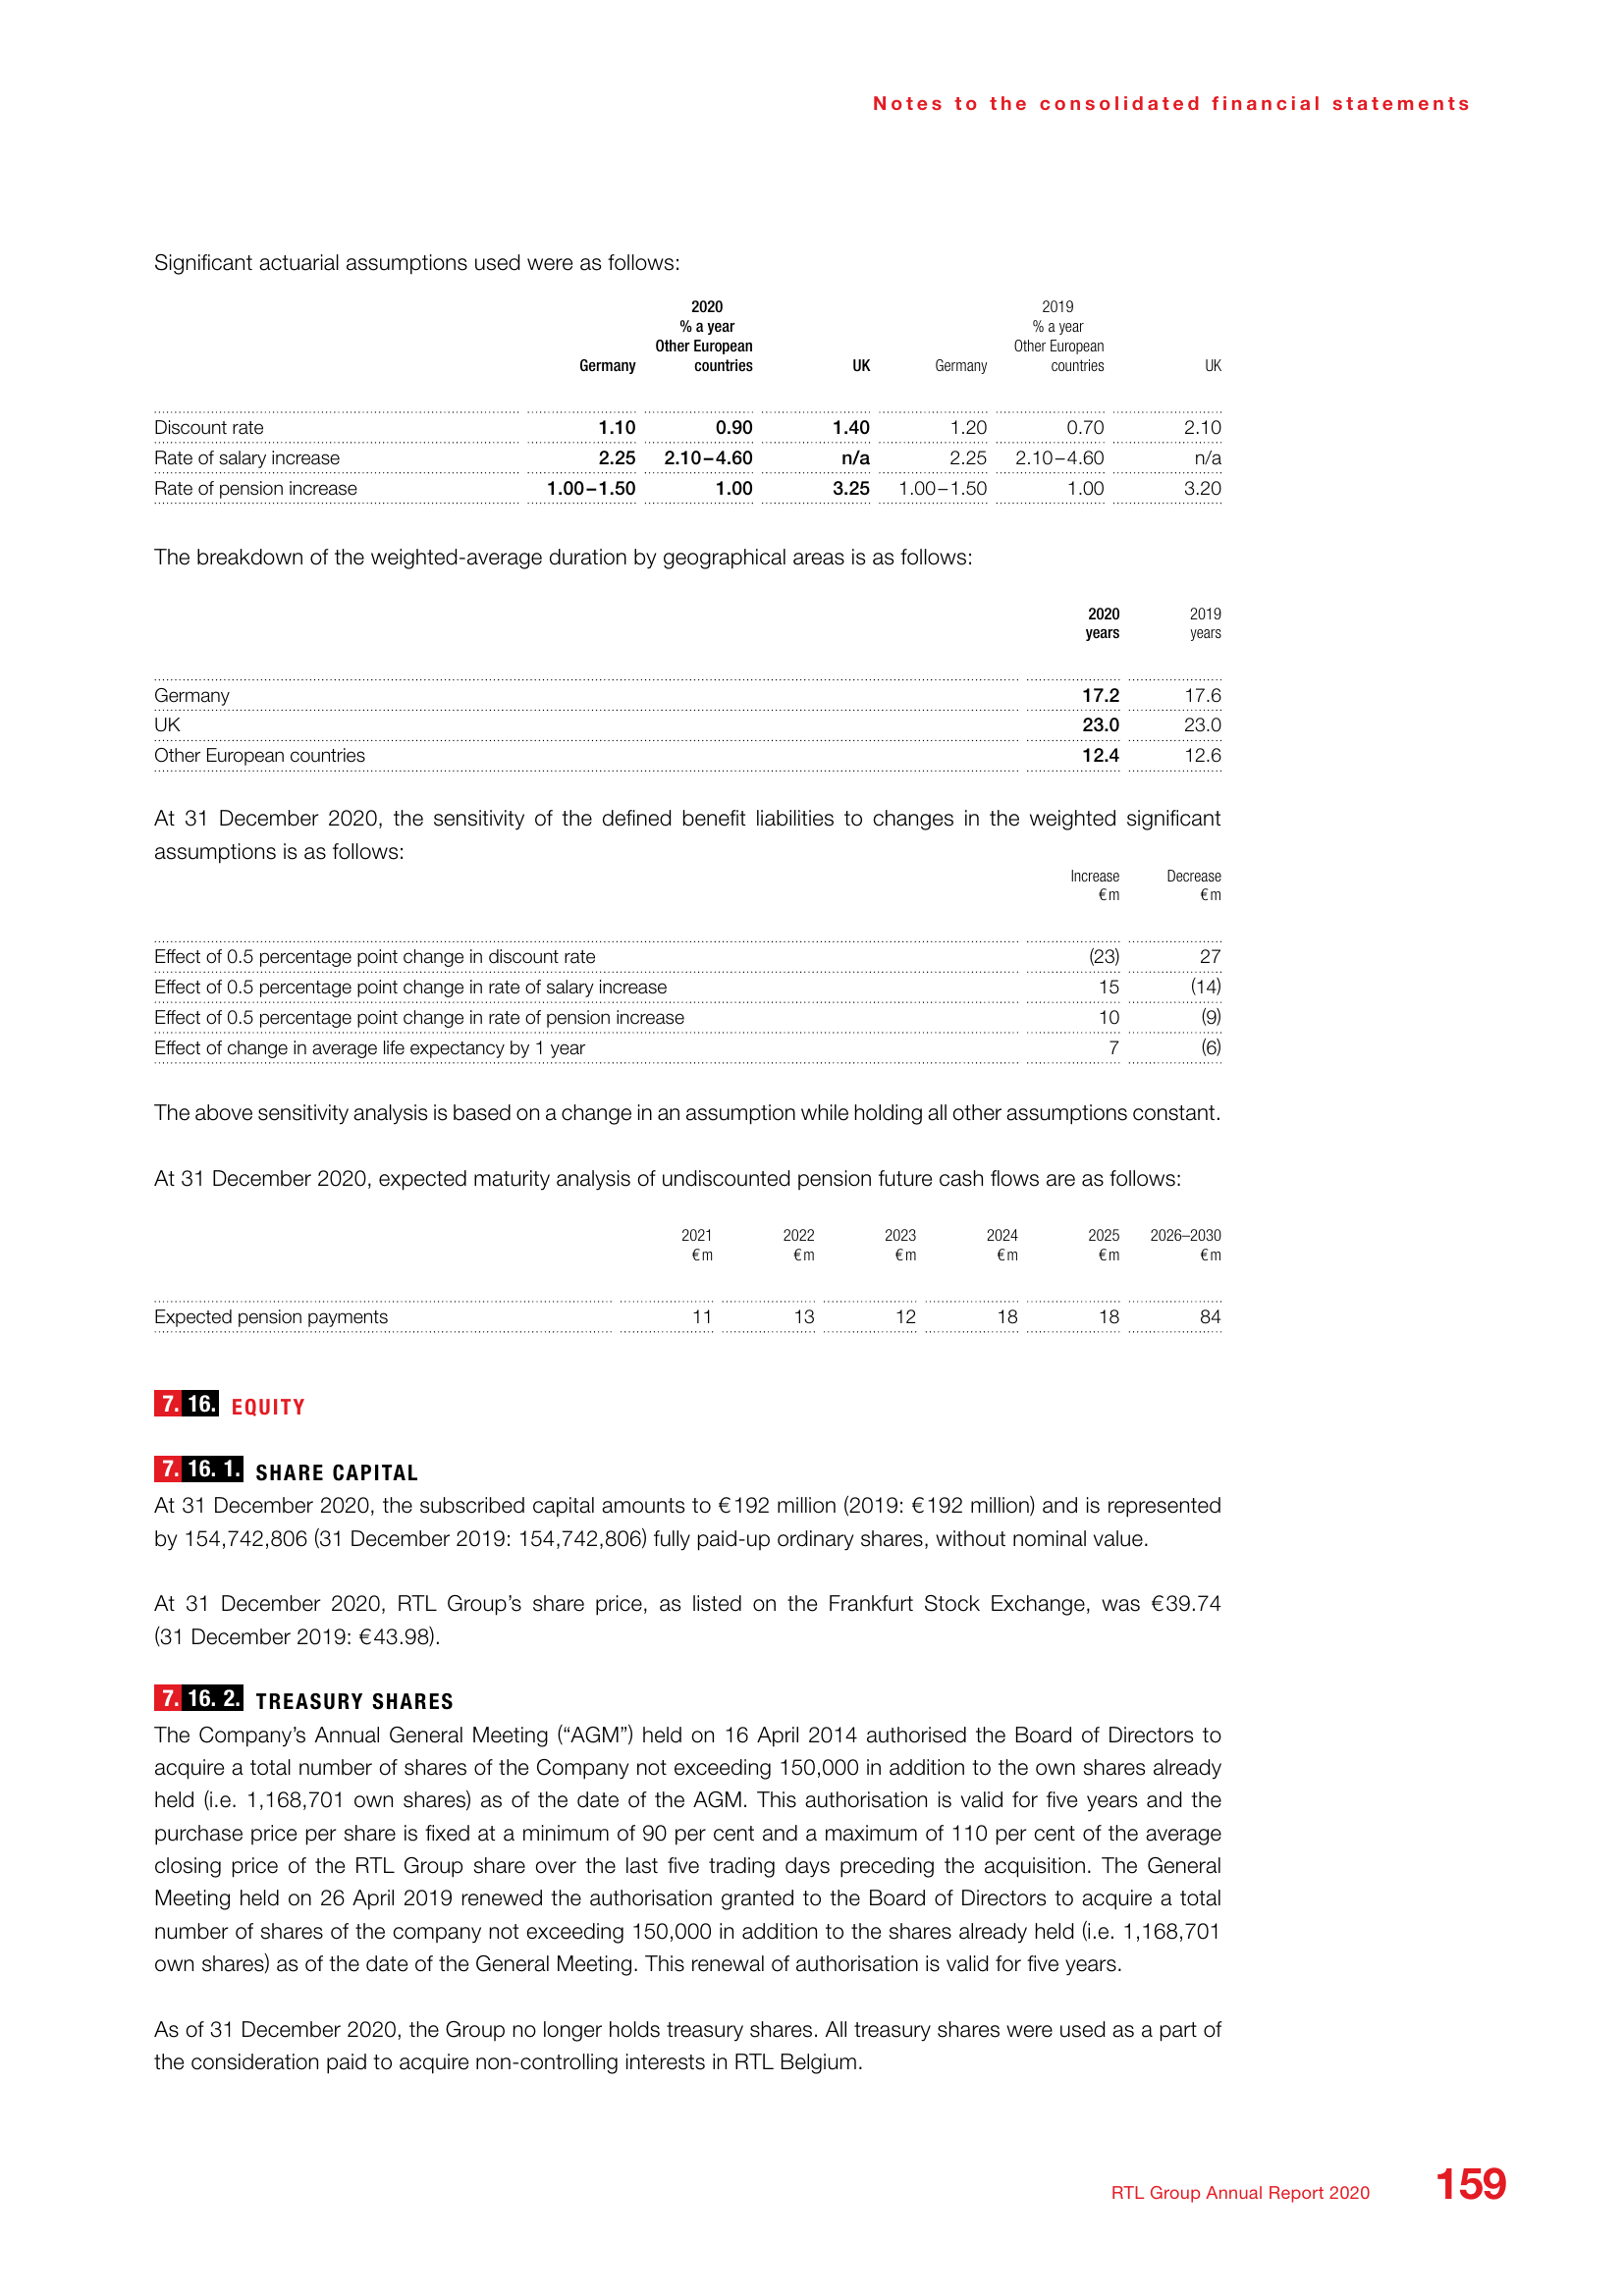 Notes to the consolidated financial statements
Significant actuarial assumptions used were as follows:
2020 2019
% a year % a year
Other European Other European
Germany countries UK Germany countries UK
Discount rate 1.10 0.90 1.40 1.20 0.70 2.10
Rate of salary increase 2.25 2.10–4.60 n/a 2.25 2.10–4.60 n/a
Rate of pension increase 1.00–1.50 1.00 3.25 1.00–1.50 1.00 3.20
The breakdown of the weighted-average duration by geographical areas is as follows:
2020 2019
years years
Germany 17.2 17.6
UK 23.0 23.0
Other European countries 12.4 12.6
At 31 December 2020, the sensitivity of the defined benefit liabilities to changes in the weighted significant
assumptions is as follows:
Increase Decrease
€m €m
Effect of 0.5 percentage point change in discount rate (23) 27
Effect of 0.5 percentage point change in rate of salary increase 15 (14)
Effect of 0.5 percentage point change in rate of pension increase 10 (9)
Effect of change in average life expectancy by 1 year 7 (6)
The above sensitivity analysis is based on a change in an assumption while holding all other assumptions constant.
At 31 December 2020, expected maturity analysis of undiscounted pension future cash flows are as follows:
2021 2022 2023 2024 2025 2026–2030
€m €m €m €m €m €m
Expected pension payments 11 13 12 18 18 84
7. 16. EQUITY
7. 16. 1. SHARE CAPITAL
At 31 December 2020, the subscribed capital amounts to €192 million (2019: €192 million) and is represented
by 154,742,806 (31 December 2019: 154,742,806) fully paid-up ordinary shares, without nominal value.
At 31 December 2020, RTL Group's share price, as listed on the Frankfurt Stock Exchange, was €39.74
(31 December 2019: €43.98).
7. 16. 2. TREASURY SHARES
The Company's Annual General Meeting (“AGM”) held on 16 April 2014 authorised the Board of Directors to
acquire a total number of shares of the Company not exceeding 150,000 in addition to the own shares already
held (i.e. 1,168,701 own shares) as of the date of the AGM. This authorisation is valid for five years and the
purchase price per share is fixed at a minimum of 90 per cent and a maximum of 110 per cent of the average
closing price of the RTL Group share over the last five trading days preceding the acquisition. The General
Meeting held on 26 April 2019 renewed the authorisation granted to the Board of Directors to acquire a total
number of shares of the company not exceeding 150,000 in addition to the shares already held (i.e. 1,168,701
own shares) as of the date of the General Meeting. This renewal of authorisation is valid for five years.
As of 31 December 2020, the Group no longer holds treasury shares. All treasury shares were used as a part of
the consideration paid to acquire non-controlling interests in RTL Belgium.
RTL Group Annual Report 2020 159